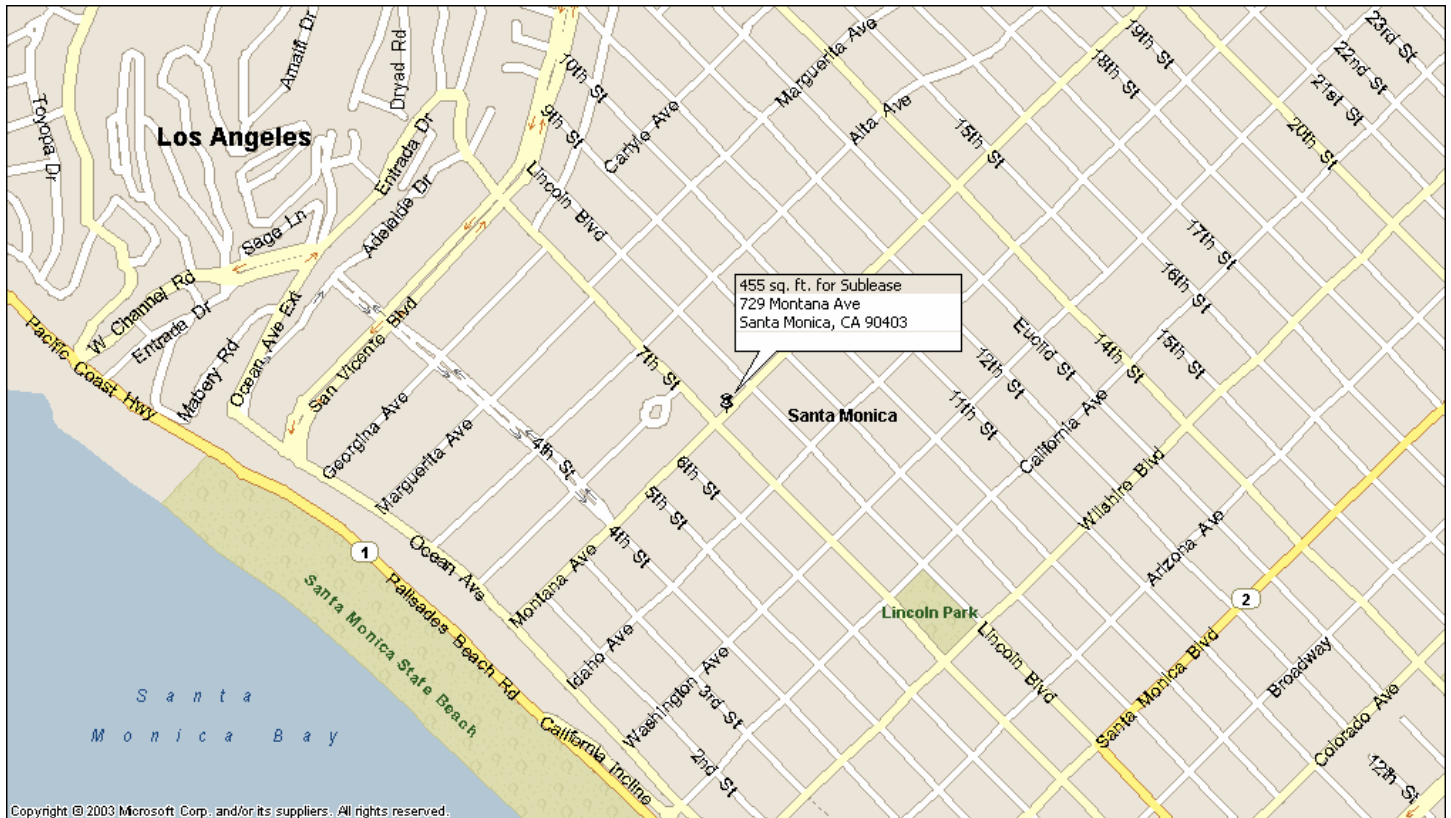 23rd St
22nd St
21st St
20th St
19th St
18th St
Marguerita Ave
Alta Ave
15th St
Amalfi Dr
Dryad Rd
Toyopa Dr
Los Angeles
10th St
9th St
Carlyle Ave
Entrada Dr
Adelaide Dr
Lincoln Blvd
Sage Ln
W Channel Rd
Entrada Dr
Mabery Rd
Ocean Ave Ext
San Vicente Blvd
Pacific Coast Hwy
17th St
16th St
15th St
14th St
Euclid St
12th St
11th St
455 sq. ft. for Sublease
729 Montana Ave
Santa Monica, CA 90403
7th St
Santa Monica
California Ave
Georgina Ave
Marguerita Ave
4th St
6th St
5th St
4th St
Wilshire Blvd
Arizona Ave
1
Ocean Ave
Montana Ave
Palisades Beach Rd
Santa Monica State Beach
Lincoln Park
2
Lincoln Blvd
Santa Monica Blvd
Broadway
Colorado Ave
12th St
Idaho Ave
Washington Ave
3rd St
2nd St
California Incline
Santa
Monica Bay
Copyright © 2003 Microsoft Corp. and/or its suppliers. All rights reserved.